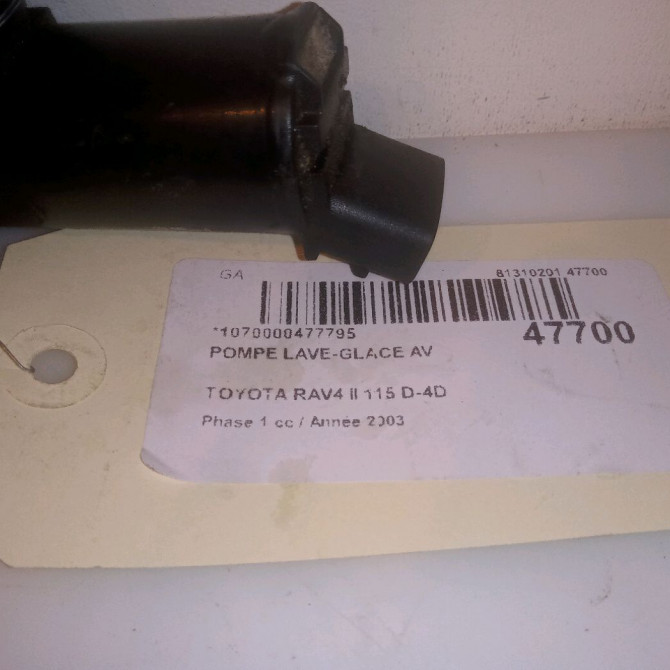 GA 81310201 47700
*1070000477795 47700
POMPE LAVE-GLACE AV
TOYOTA RAV4 II 115 D-4D
Phase 1 cc / Année 2003